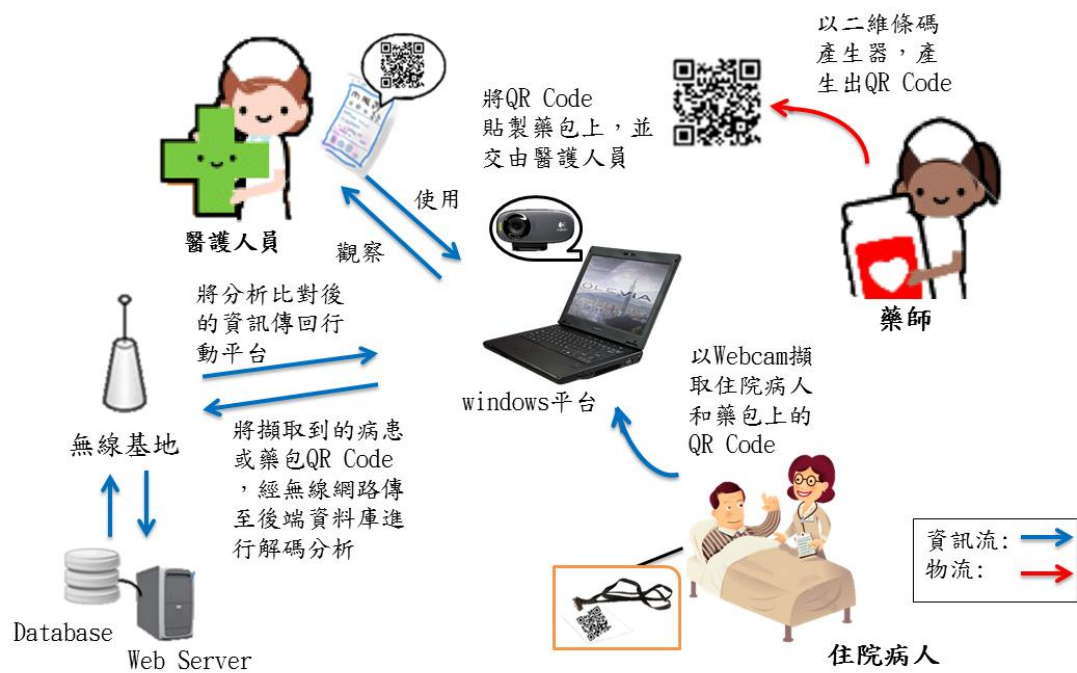 以二維條碼
產生器，產
生出QR Code
將QR Code
貼製藥包上，並
交由醫護人員
使用
觀察
醫護人員
藥師
將分析比對後
的資訊傳回行
動平台
OLEVIA
windows平台
以Webcam擷
取住院病人
和藥包上的
QR Code
無線基地
將擷取到的病患
或藥包QR Code
，經無線網路傳
至後端資料庫進
行解碼分析
資訊流:
物流:
Database
Web Server
住院病人